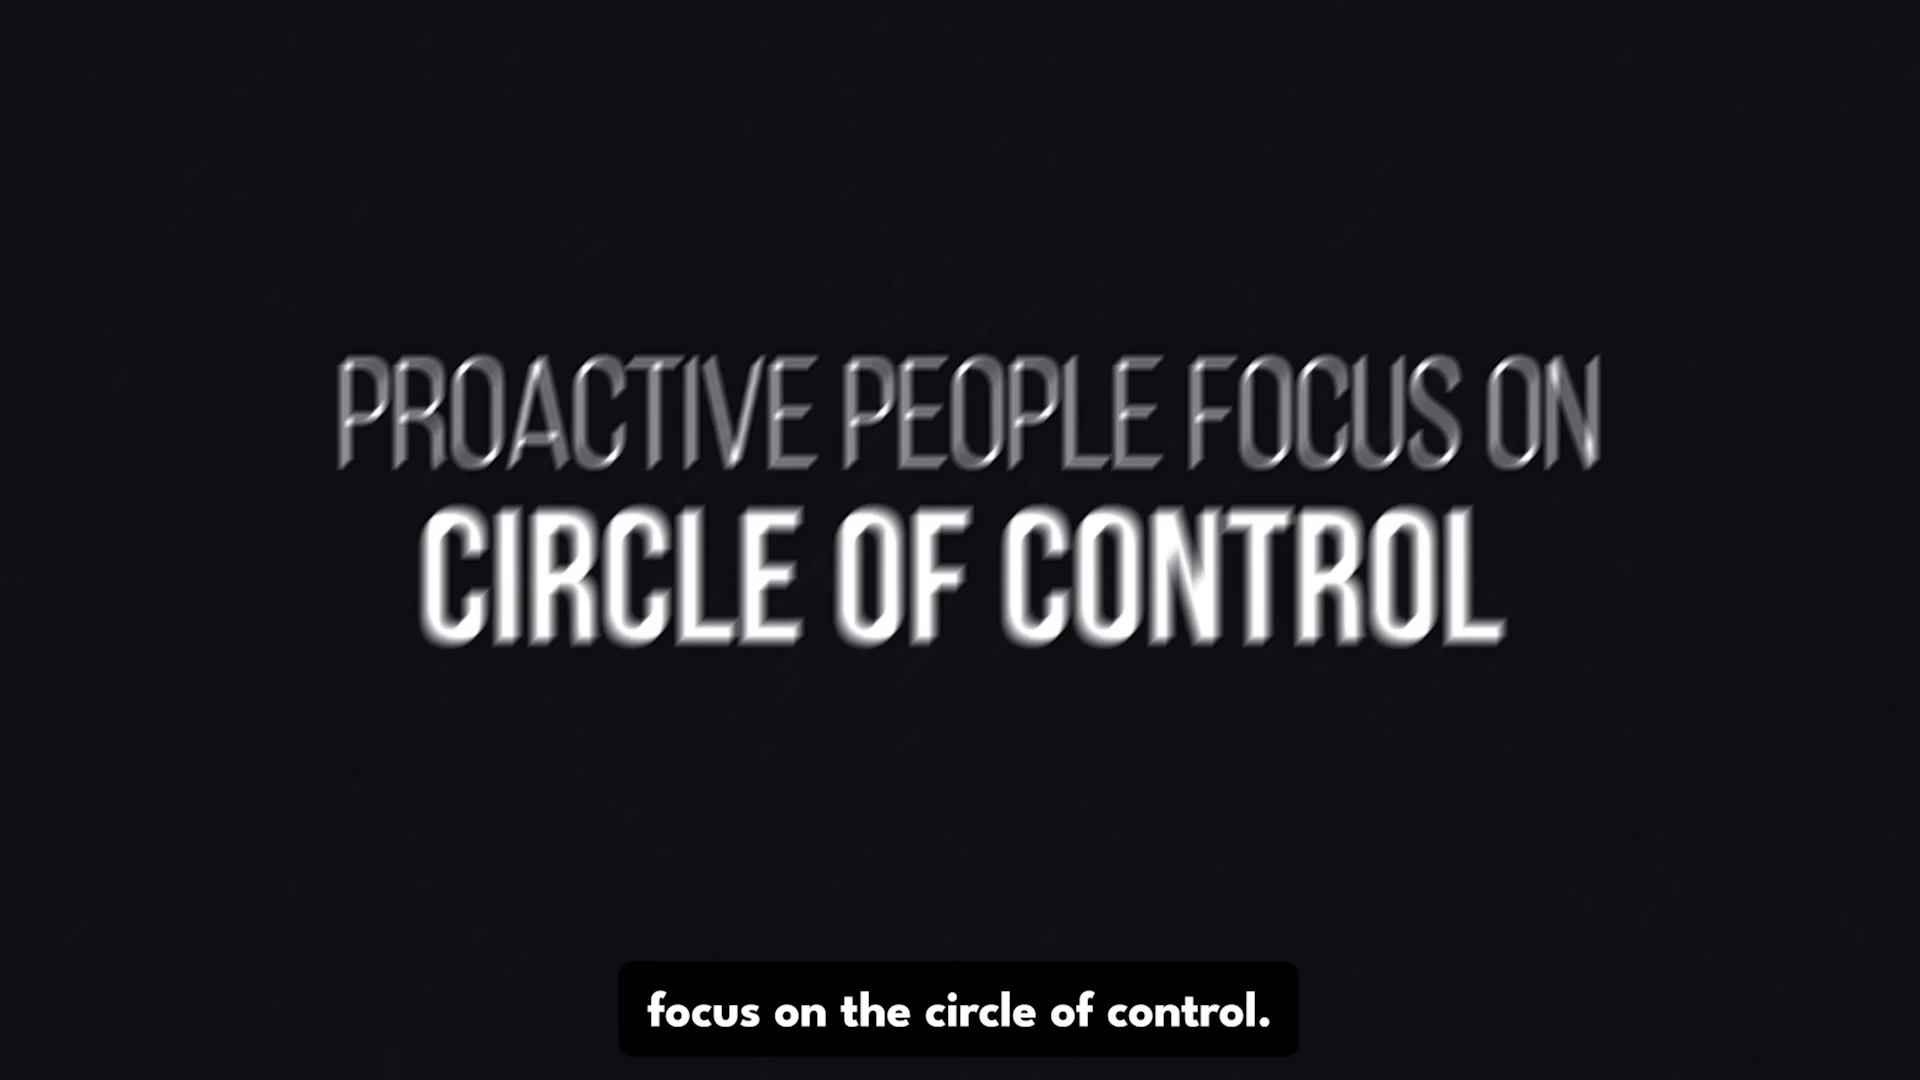 PROACTIVE PEOPLE FOCUS ON
CIRCLE OF CONTROL
focus on the circle of control.